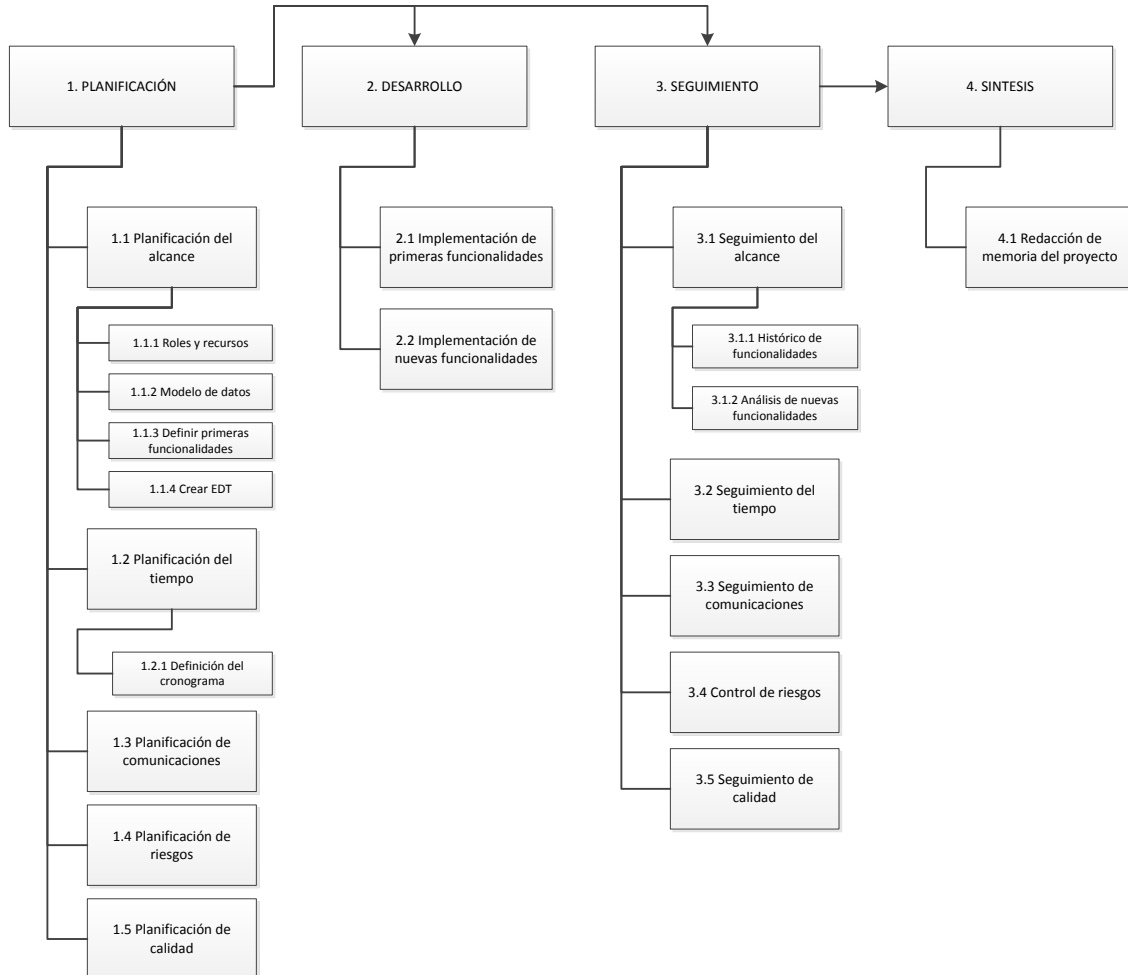 1. PLANIFICACIÓN
2. DESARROLLO
3. SEGUIMIENTO
4. SINTESIS
1.1 Planificación del
alcance
1.1.1 Roles y recursos
1.1.2 Modelo de datos
1.1.3 Definir primeras
funcionalidades
1.1.4 Crear EDT
1.2 Planificación del
tiempo
1.2.1 Definición del
cronograma
1.3 Planificación de
comunicaciones
1.4 Planificación de
riesgos
1.5 Planificación de
calidad
2.1 Implementación de
primeras funcionalidades
2.2 Implementación de
nuevas funcionalidades
3.1 Seguimiento del
alcance
3.1.1 Histórico de
funcionalidades
3.1.2 Análisis de nuevas
funcionalidades
3.2 Seguimiento del
tiempo
3.3 Seguimiento de
comunicaciones
3.4 Control de riesgos
3.5 Seguimiento de
calidad
4.1 Redacción de
memoria del proyecto